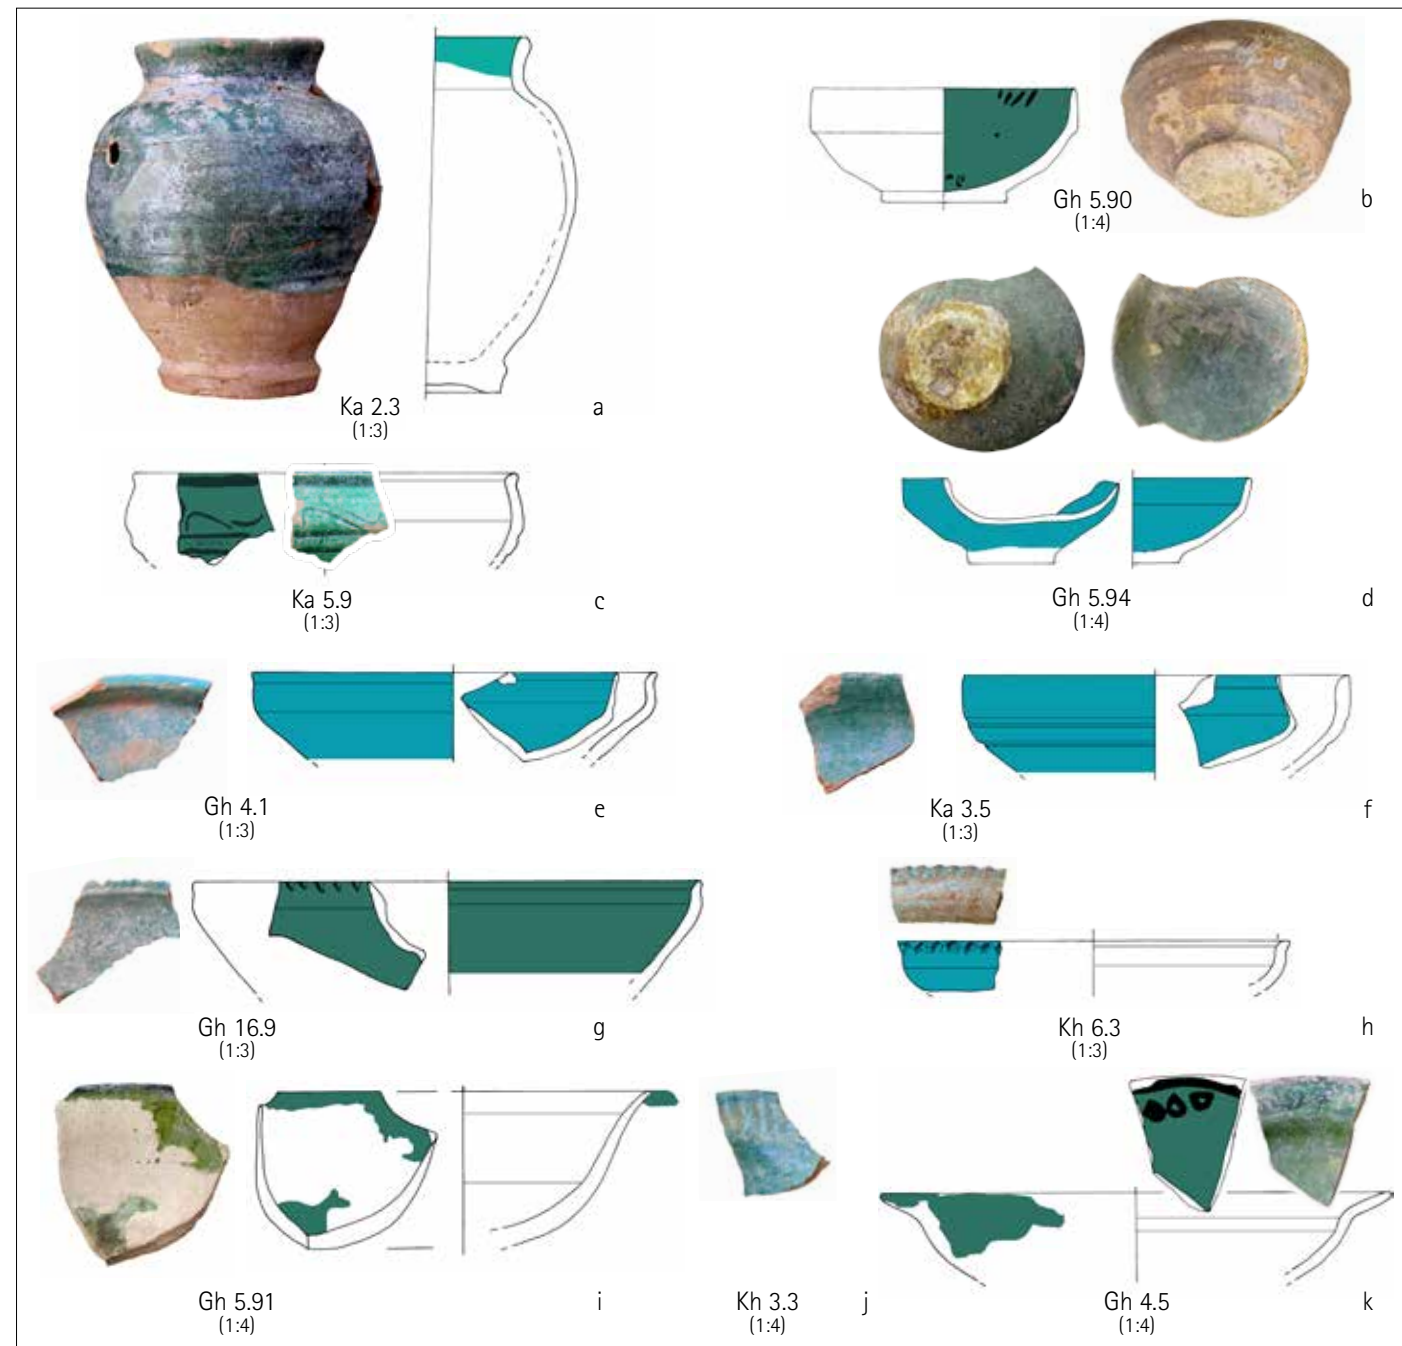 Ka 2.3
(1:3)
a
Gh 5.90
(1:4)
b
Ka 5.9
(1:3)
c
Gh 5.94
(1:4)
d
Gh 4.1
(1:3)
e
Ka 3.5
(1:3)
f
Gh 16.9
(1:3)
g
Kh 6.3
(1:3)
h
Gh 5.91
(1:4)
i
Kh 3.3
(1:4)
j
Gh 4.5
(1:4)
k